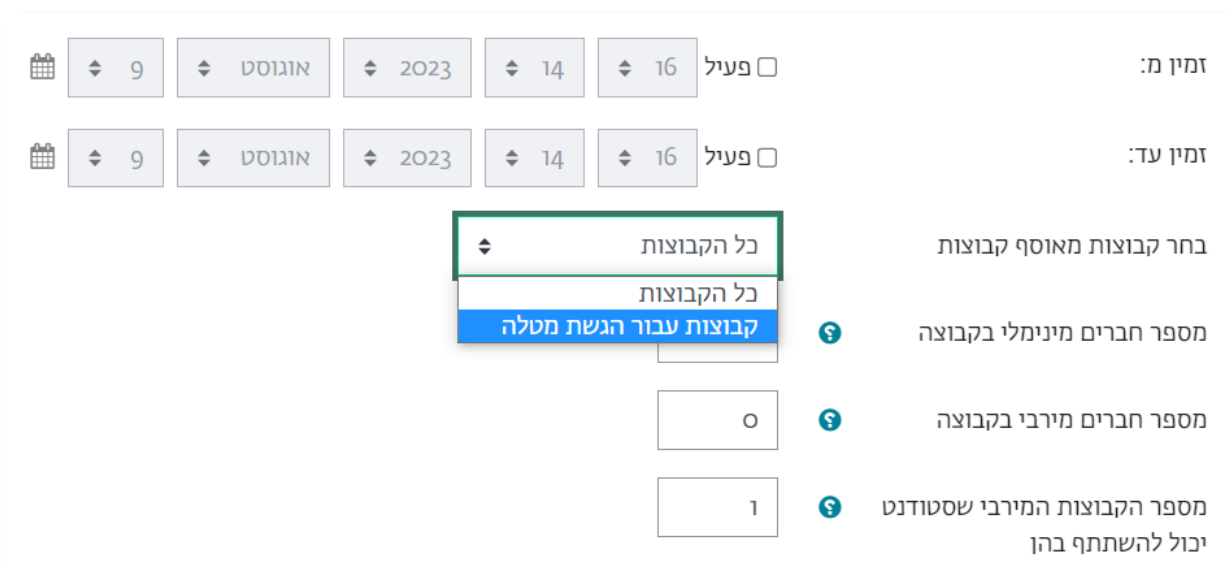 זמין מ:
פעיל 16 14 2023 אוגוסט 9
זמין עד:
פעיל 16 14 2023 אוגוסט 9
בחר קבוצות מאוסף קבוצות
כל הקבוצות
כל הקבוצות
קבוצות עבור הגשת מטלה
מספר חברים מינימלי בקבוצה
מספר חברים מירבי בקבוצה
0
מספר הקבוצות המירבי שסטודנט
יכול להשתתף בהן
1